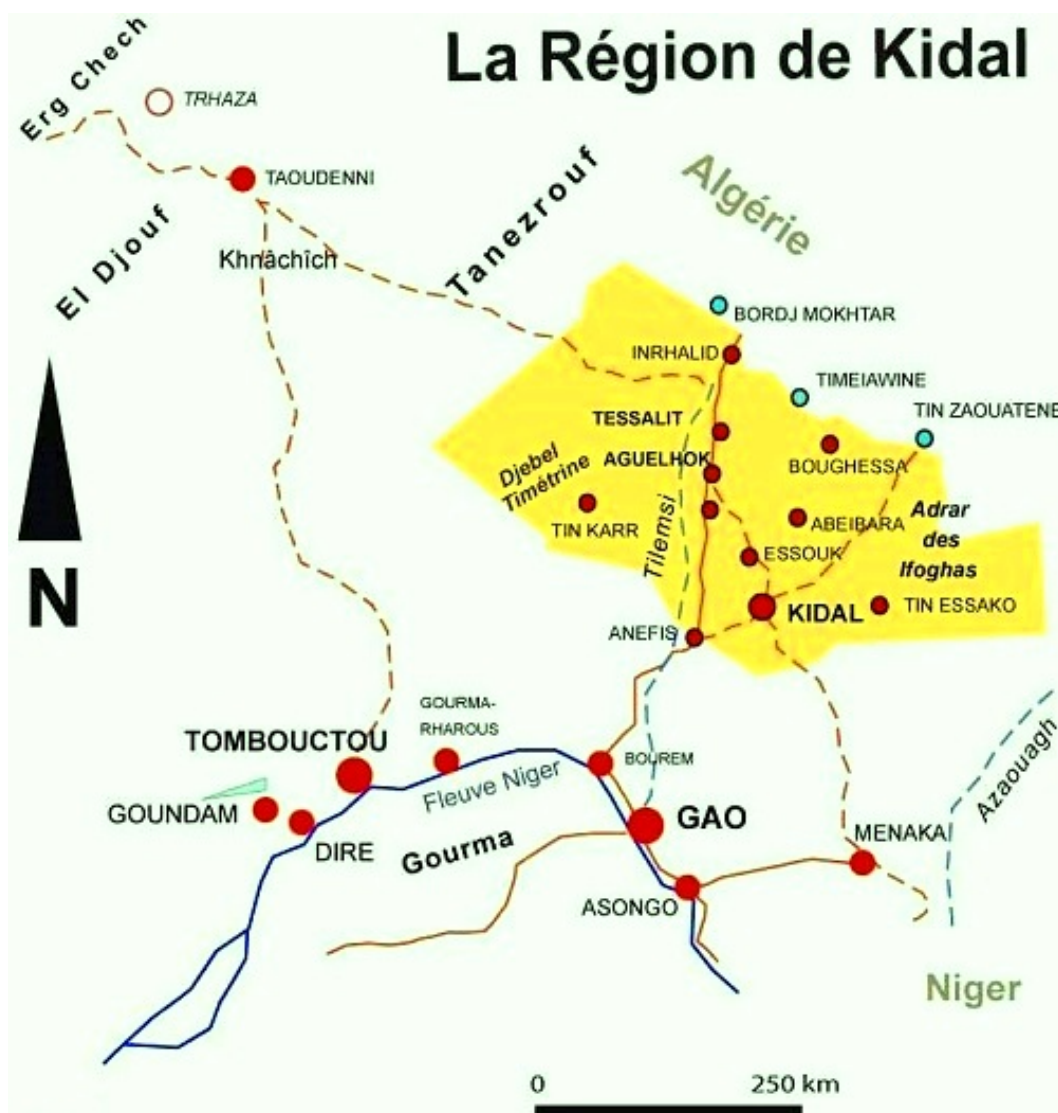 La Région de Kidal
Erg Chech
TRHAZA
TAOUDENNI
El Djouf
Khnâchîch
Tanezrouf
Algérie
BORDJ MOKHTAR
INRHALID
TIMEIAWINE
TIN ZAOUATENE
TESSALIT
BOUGHESSA
AGUELHOK
Djebel
Timétrine
TIN KARR
Tilemsi
ABEIBARA
Adrar
des
Ifoghas
ESSOUK
KIDAL
TIN ESSAKO
ANEFIS
N
GOURMA-
RHAROUS
TOMBOUCTOU
BOUREM
Fleuve Niger
GOUNDAM
DIRE
Gourma
GAO
MENAKA
Azaouagh
ASONGO
Niger
0 250 km